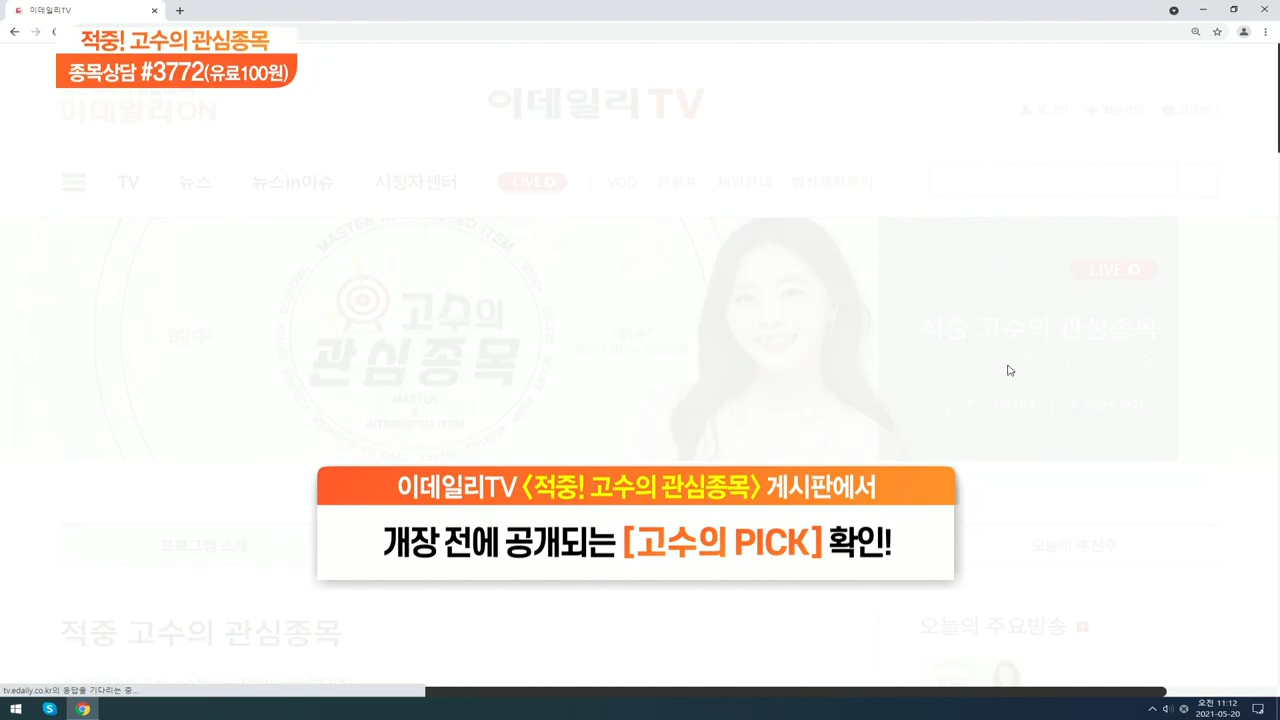 이데일리TV
적중! 고수의 관심종목
종목상담 #3772(유료100원)
이데일리ON
이데일리TV
로그인
회원가입
고객센터
TV
뉴스
뉴스in이슈
시청자센터
LIVE
VOD
편성표
채널안내
MASTER INTERESTED ITEM
的中
고수의
관심종목
MASTER
X
INTERESTED ITEM
"的中"
LIVE
적중 고수의 관심종목
이데일리TV <적중! 고수의 관심종목> 게시판에서
개장 전에 공개되는 [고수의 PICK] 확인!
프로그램 소개
오늘의 추천주
적중 고수의 관심종목
오늘의 주요방송
tv.edaily.co.kr의 응답을 기다리는 중...
오전 11:12
2021-05-20